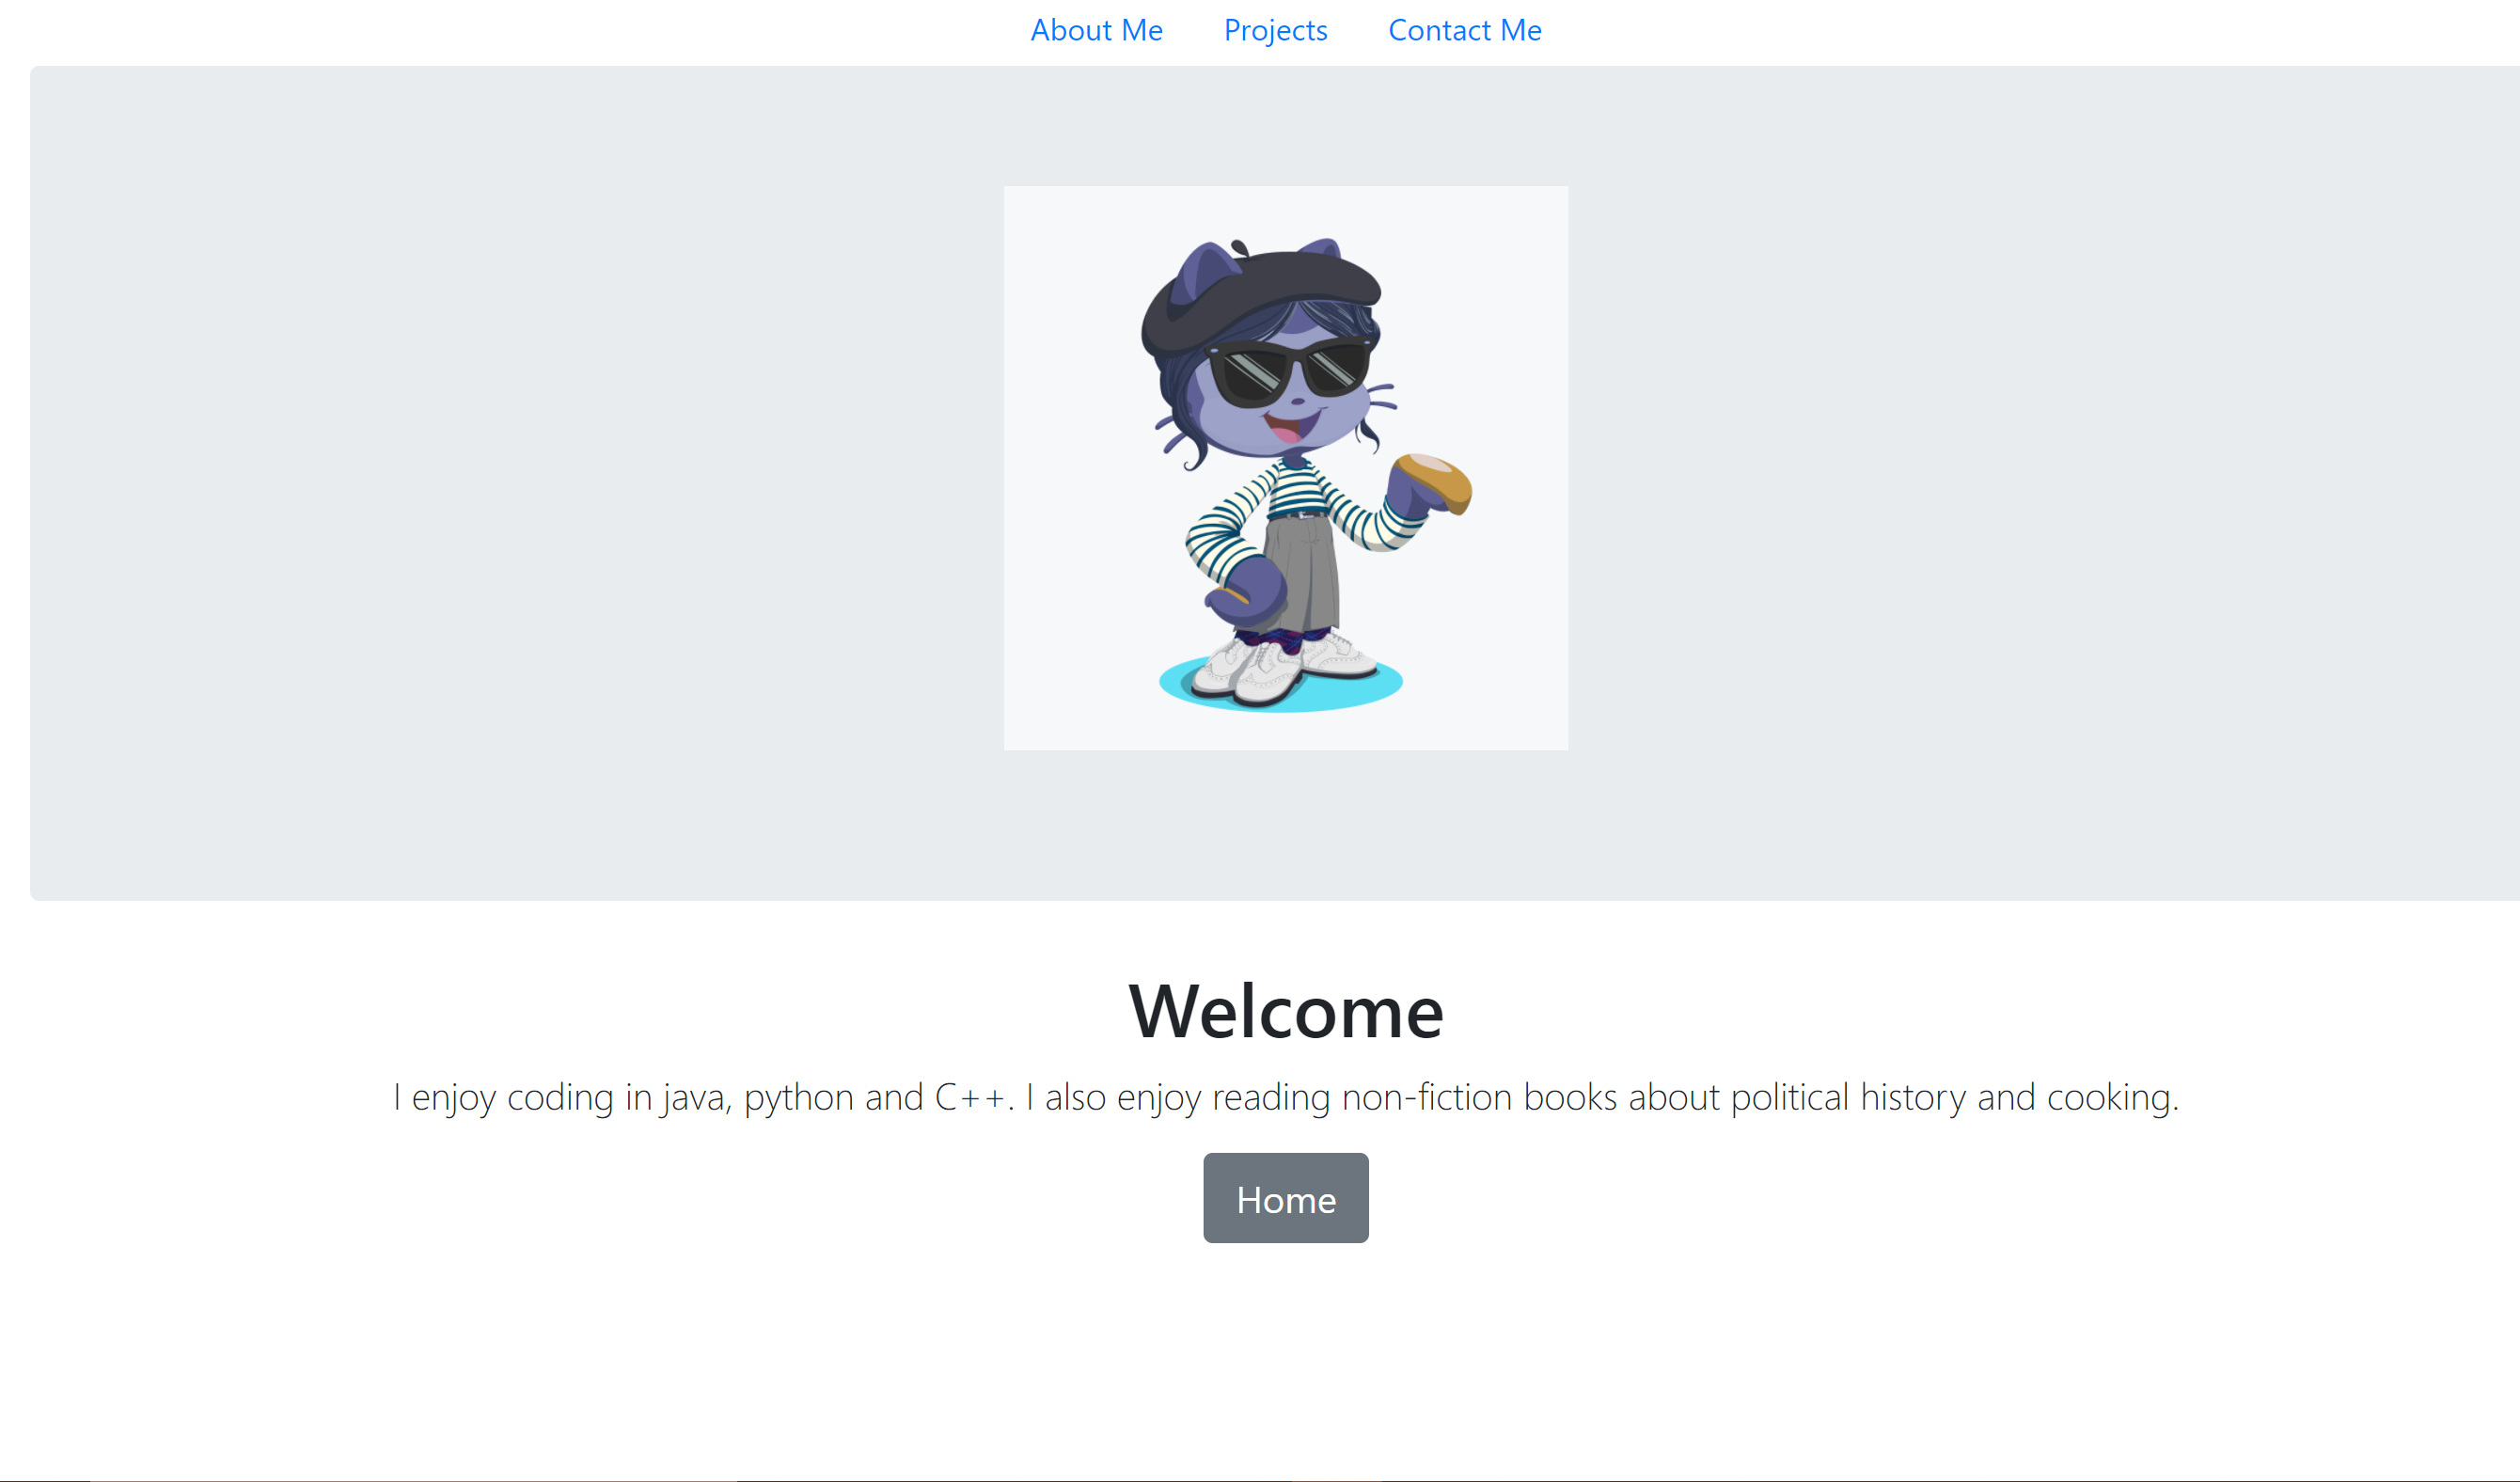 About Me Projects Contact Me
Welcome
I enjoy coding in java, python and C++. I also enjoy reading non-fiction books about political history and cooking.
Home